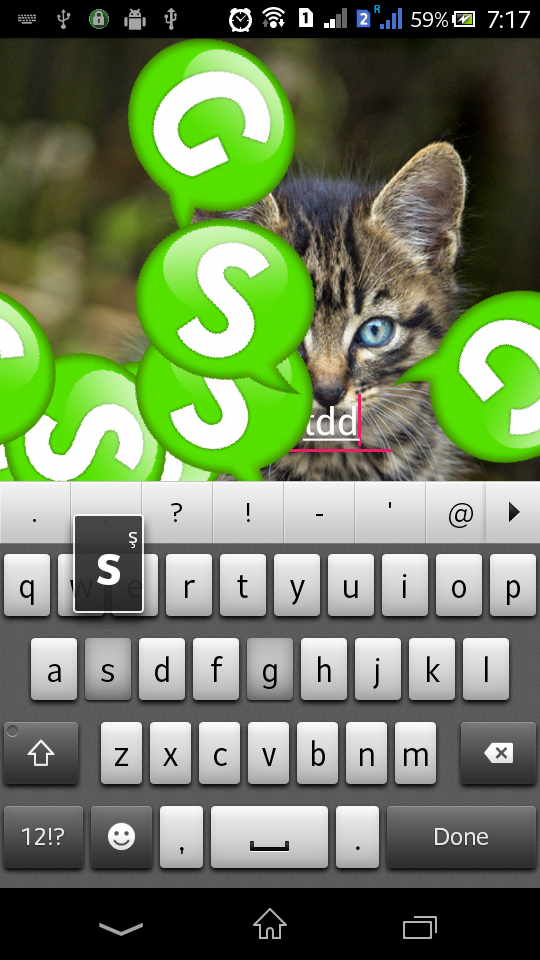 1 2 R 59% 7:17
G
S
S
S
G
tdd
. , ? ! - ' @
ş
s
q w e r t y u i o p
a s d f g h j k l
z x c v b n m
12!? , . Done